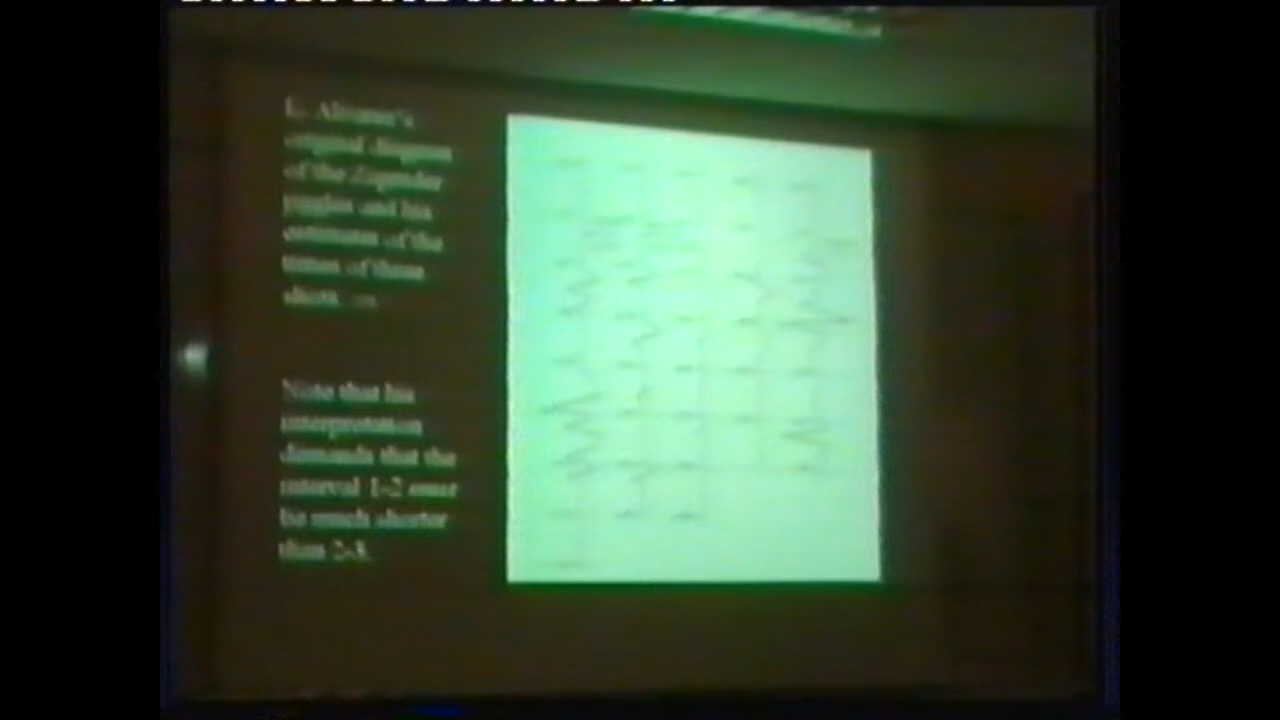 L. Alvarez's
original diagram
of the Zapruder
jiggles and his
estimates of the
times of three
shots.
Note that his
interpretation
demands that the
interval 1-2 must
be much shorter
than 2-3.